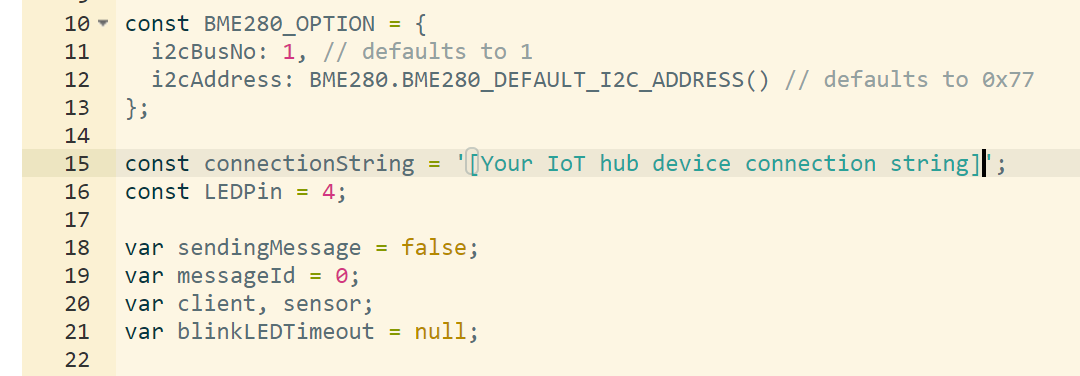 10 const BME280_OPTION = {
11   i2cBusNo: 1, // defaults to 1
12   i2cAddress: BME280.BME280_DEFAULT_I2C_ADDRESS() // defaults to 0x77
13 };
14
15 const connectionString = '[Your IoT hub device connection string]';
16 const LEDPin = 4;
17
18 var sendingMessage = false;
19 var messageId = 0;
20 var client, sensor;
21 var blinkLEDTimeout = null;
22